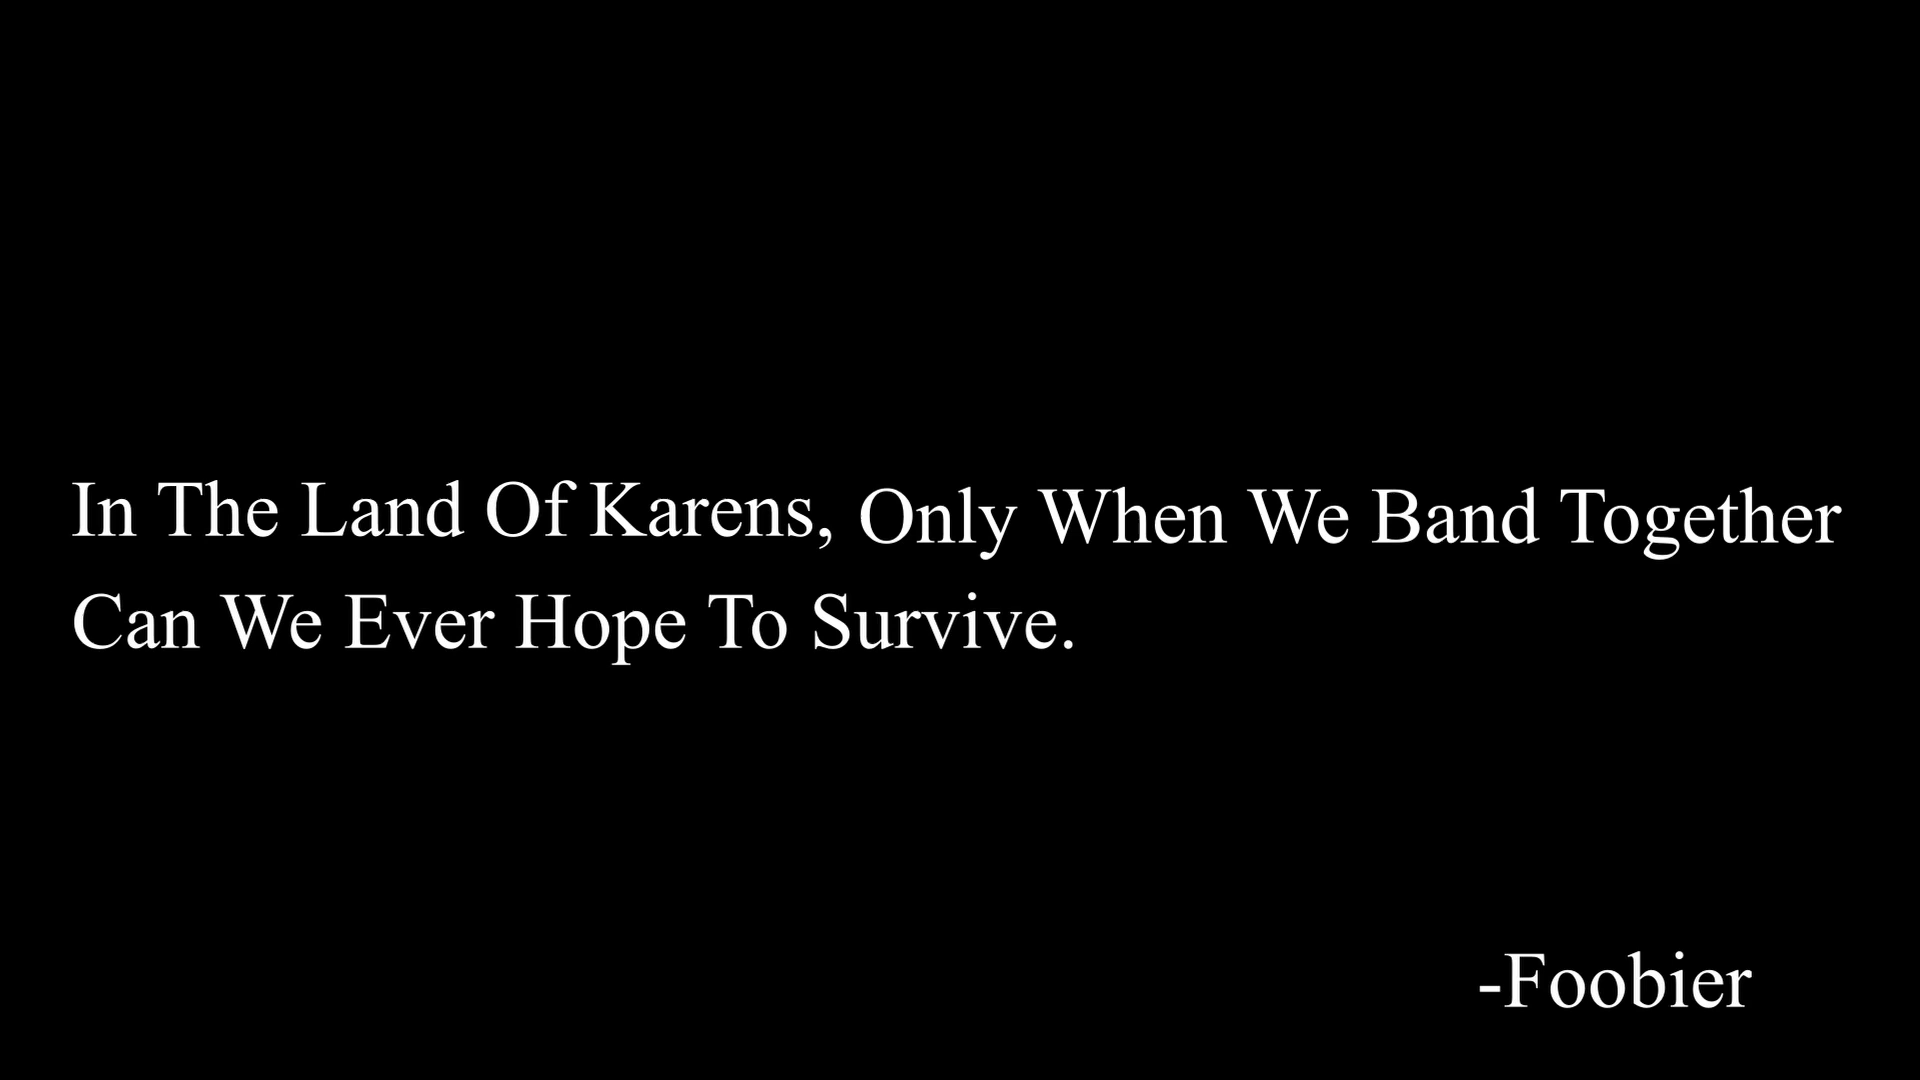 In The Land Of Karens, Only When We Band Together
Can We Ever Hope To Survive.
-Foobier